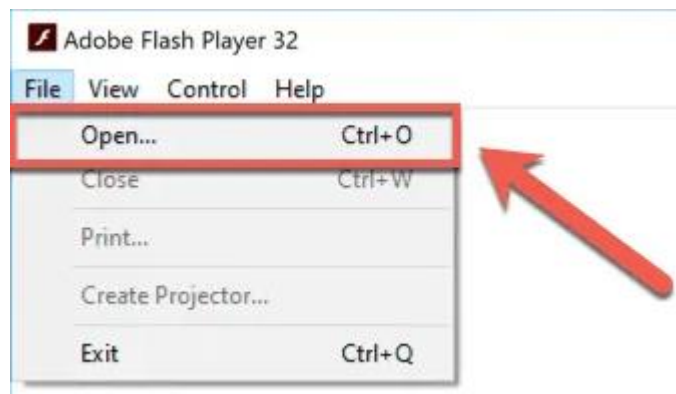 Adobe Flash Player 32
File View Control Help
Open... Ctrl+O
Close Ctrl+W
Print...
Create Projector...
Exit Ctrl+Q